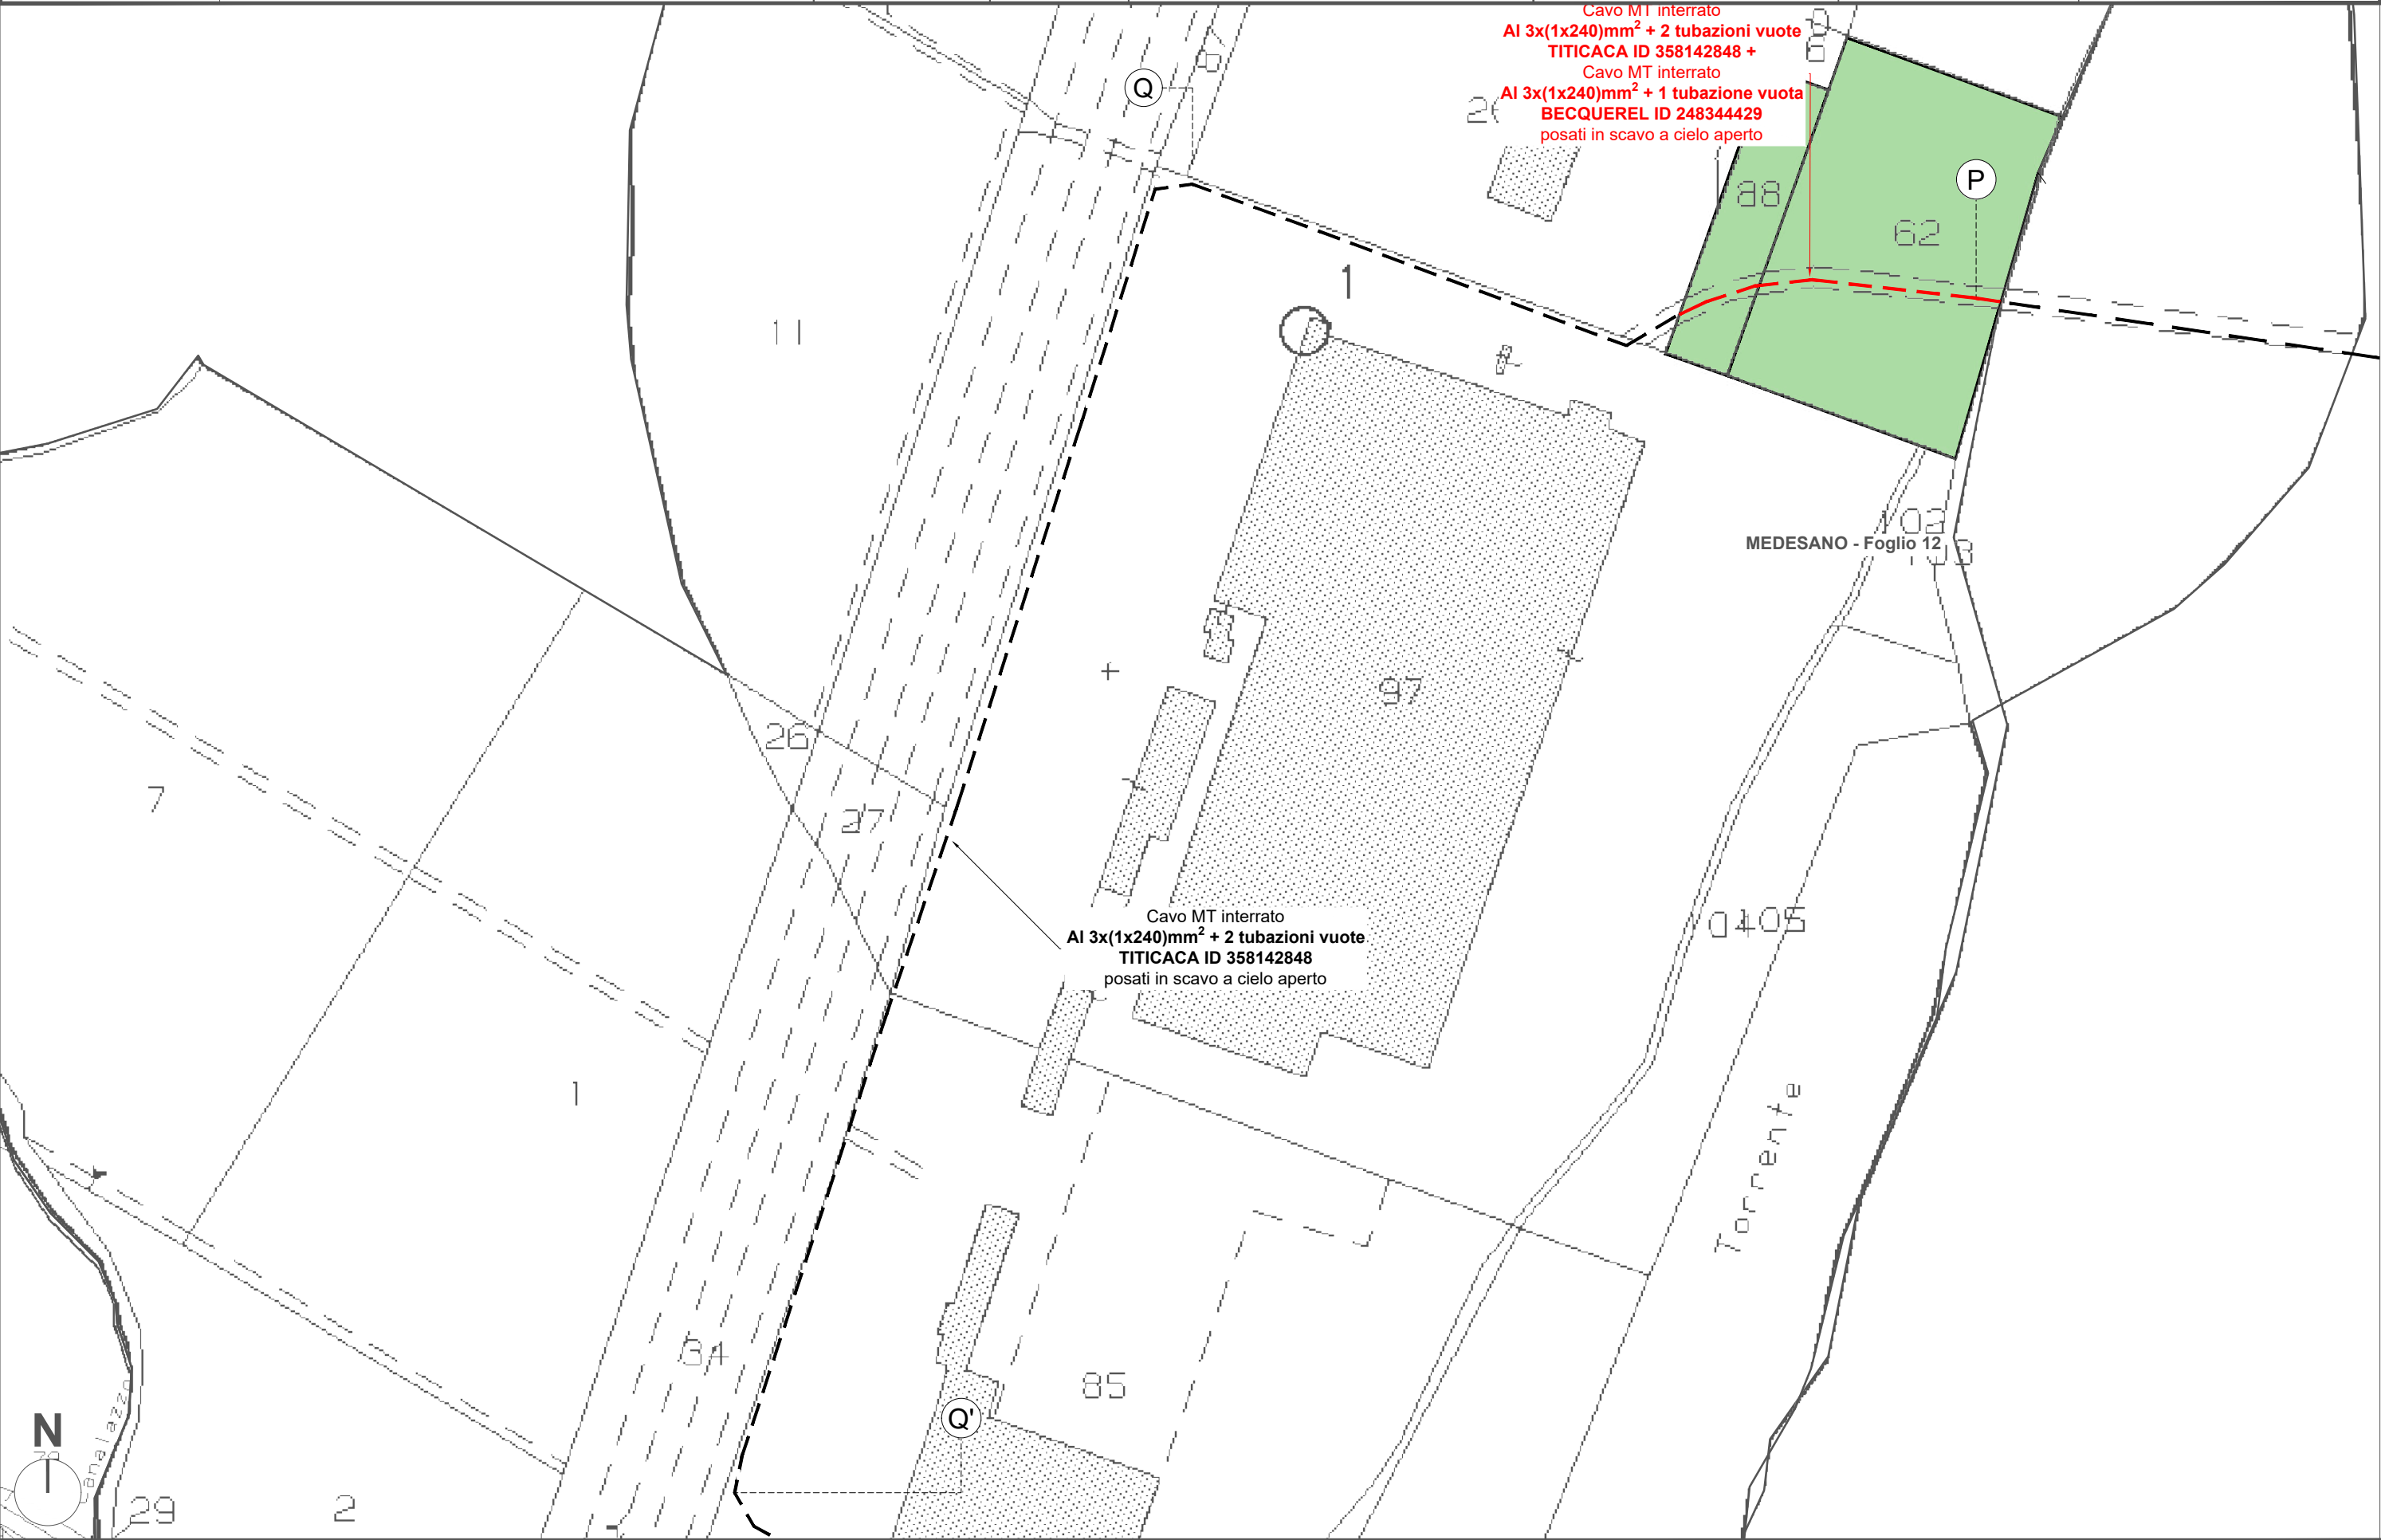 Cavo MT interrato
Al 3x(1x240)mm² + 2 tubazioni vuote
TITICACA ID 358142848 +
Cavo MT interrato
Al 3x(1x240)mm² + 1 tubazione vuota
BECQUEREL ID 248344429
posati in scavo a cielo aperto
Q
P
88
62
1
11
102
MEDESANO - Foglio 12
97
26
27
7
105
Cavo MT interrato
Al 3x(1x240)mm² + 2 tubazioni vuote
TITICACA ID 358142848
posati in scavo a cielo aperto
1
Torrente
34
85
Q'
N
Canalazzo
29
2